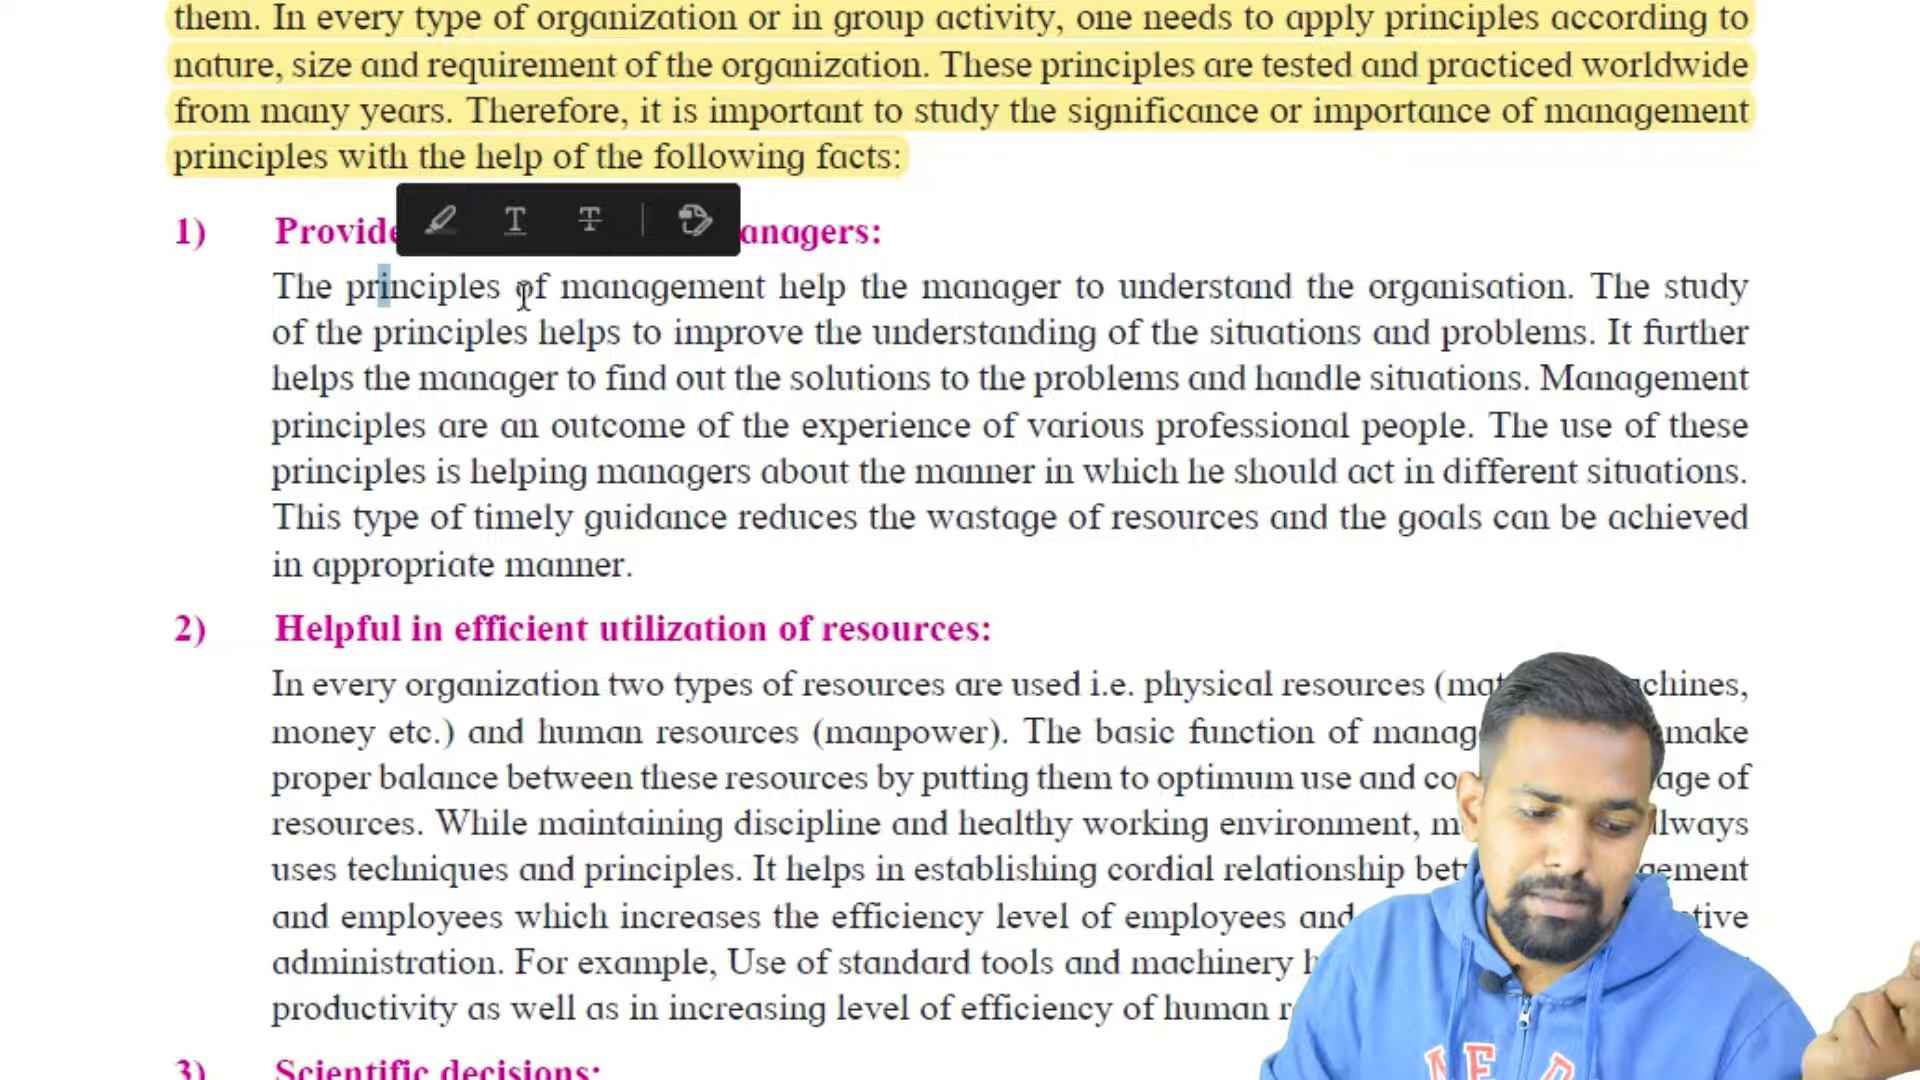 them. In every type of organization or in group activity, one needs to apply principles according to
nature, size and requirement of the organization. These principles are tested and practiced worldwide
from many years. Therefore, it is important to study the significance or importance of management
principles with the help of the following facts:
1) Provide anagers:
The principles of management help the manager to understand the organisation. The study
of the principles helps to improve the understanding of the situations and problems. It further
helps the manager to find out the solutions to the problems and handle situations. Management
principles are an outcome of the experience of various professional people. The use of these
principles is helping managers about the manner in which he should act in different situations.
This type of timely guidance reduces the wastage of resources and the goals can be achieved
in appropriate manner.
2) Helpful in efficient utilization of resources:
In every organization two types of resources are used i.e. physical resources (mat chines,
money etc.) and human resources (manpower). The basic function of manag make
proper balance between these resources by putting them to optimum use and co age of
resources. While maintaining discipline and healthy working environment, m lways
uses techniques and principles. It helps in establishing cordial relationship bet gement
and employees which increases the efficiency level of employees and tive
administration. For example, Use of standard tools and machinery h
productivity as well as in increasing level of efficiency of human r
3) Scientific decisions: